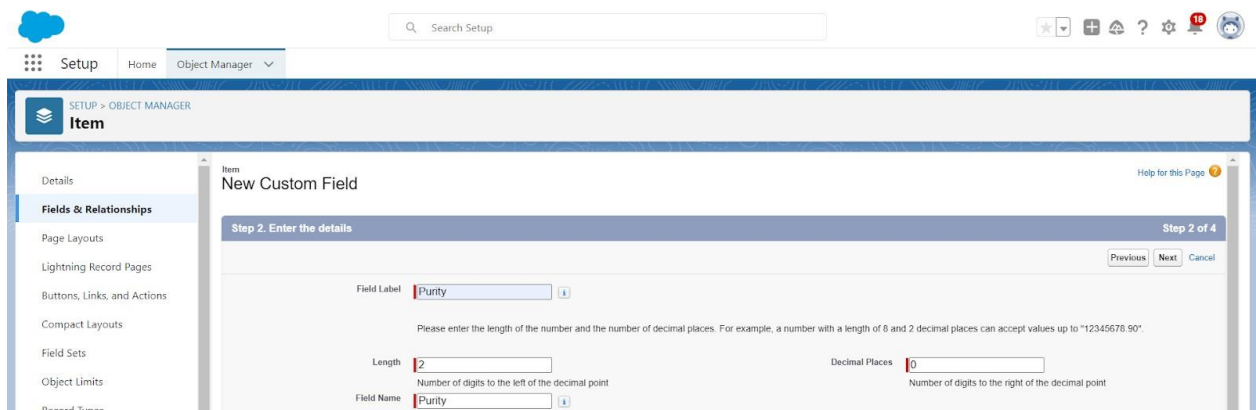 Search Setup
18
Setup
Home
Object Manager
SETUP > OBJECT MANAGER
Item
Details
Fields & Relationships
Page Layouts
Lightning Record Pages
Buttons, Links, and Actions
Compact Layouts
Field Sets
Object Limits
Record Types
Item
New Custom Field
Help for this Page
Step 2. Enter the details
Step 2 of 4
Previous Next Cancel
Field Label Purity
Please enter the length of the number and the number of decimal places. For example, a number with a length of 8 and 2 decimal places can accept values up to "12345678.90".
Length 2
Decimal Places 0
Number of digits to the left of the decimal point
Number of digits to the right of the decimal point
Field Name Purity